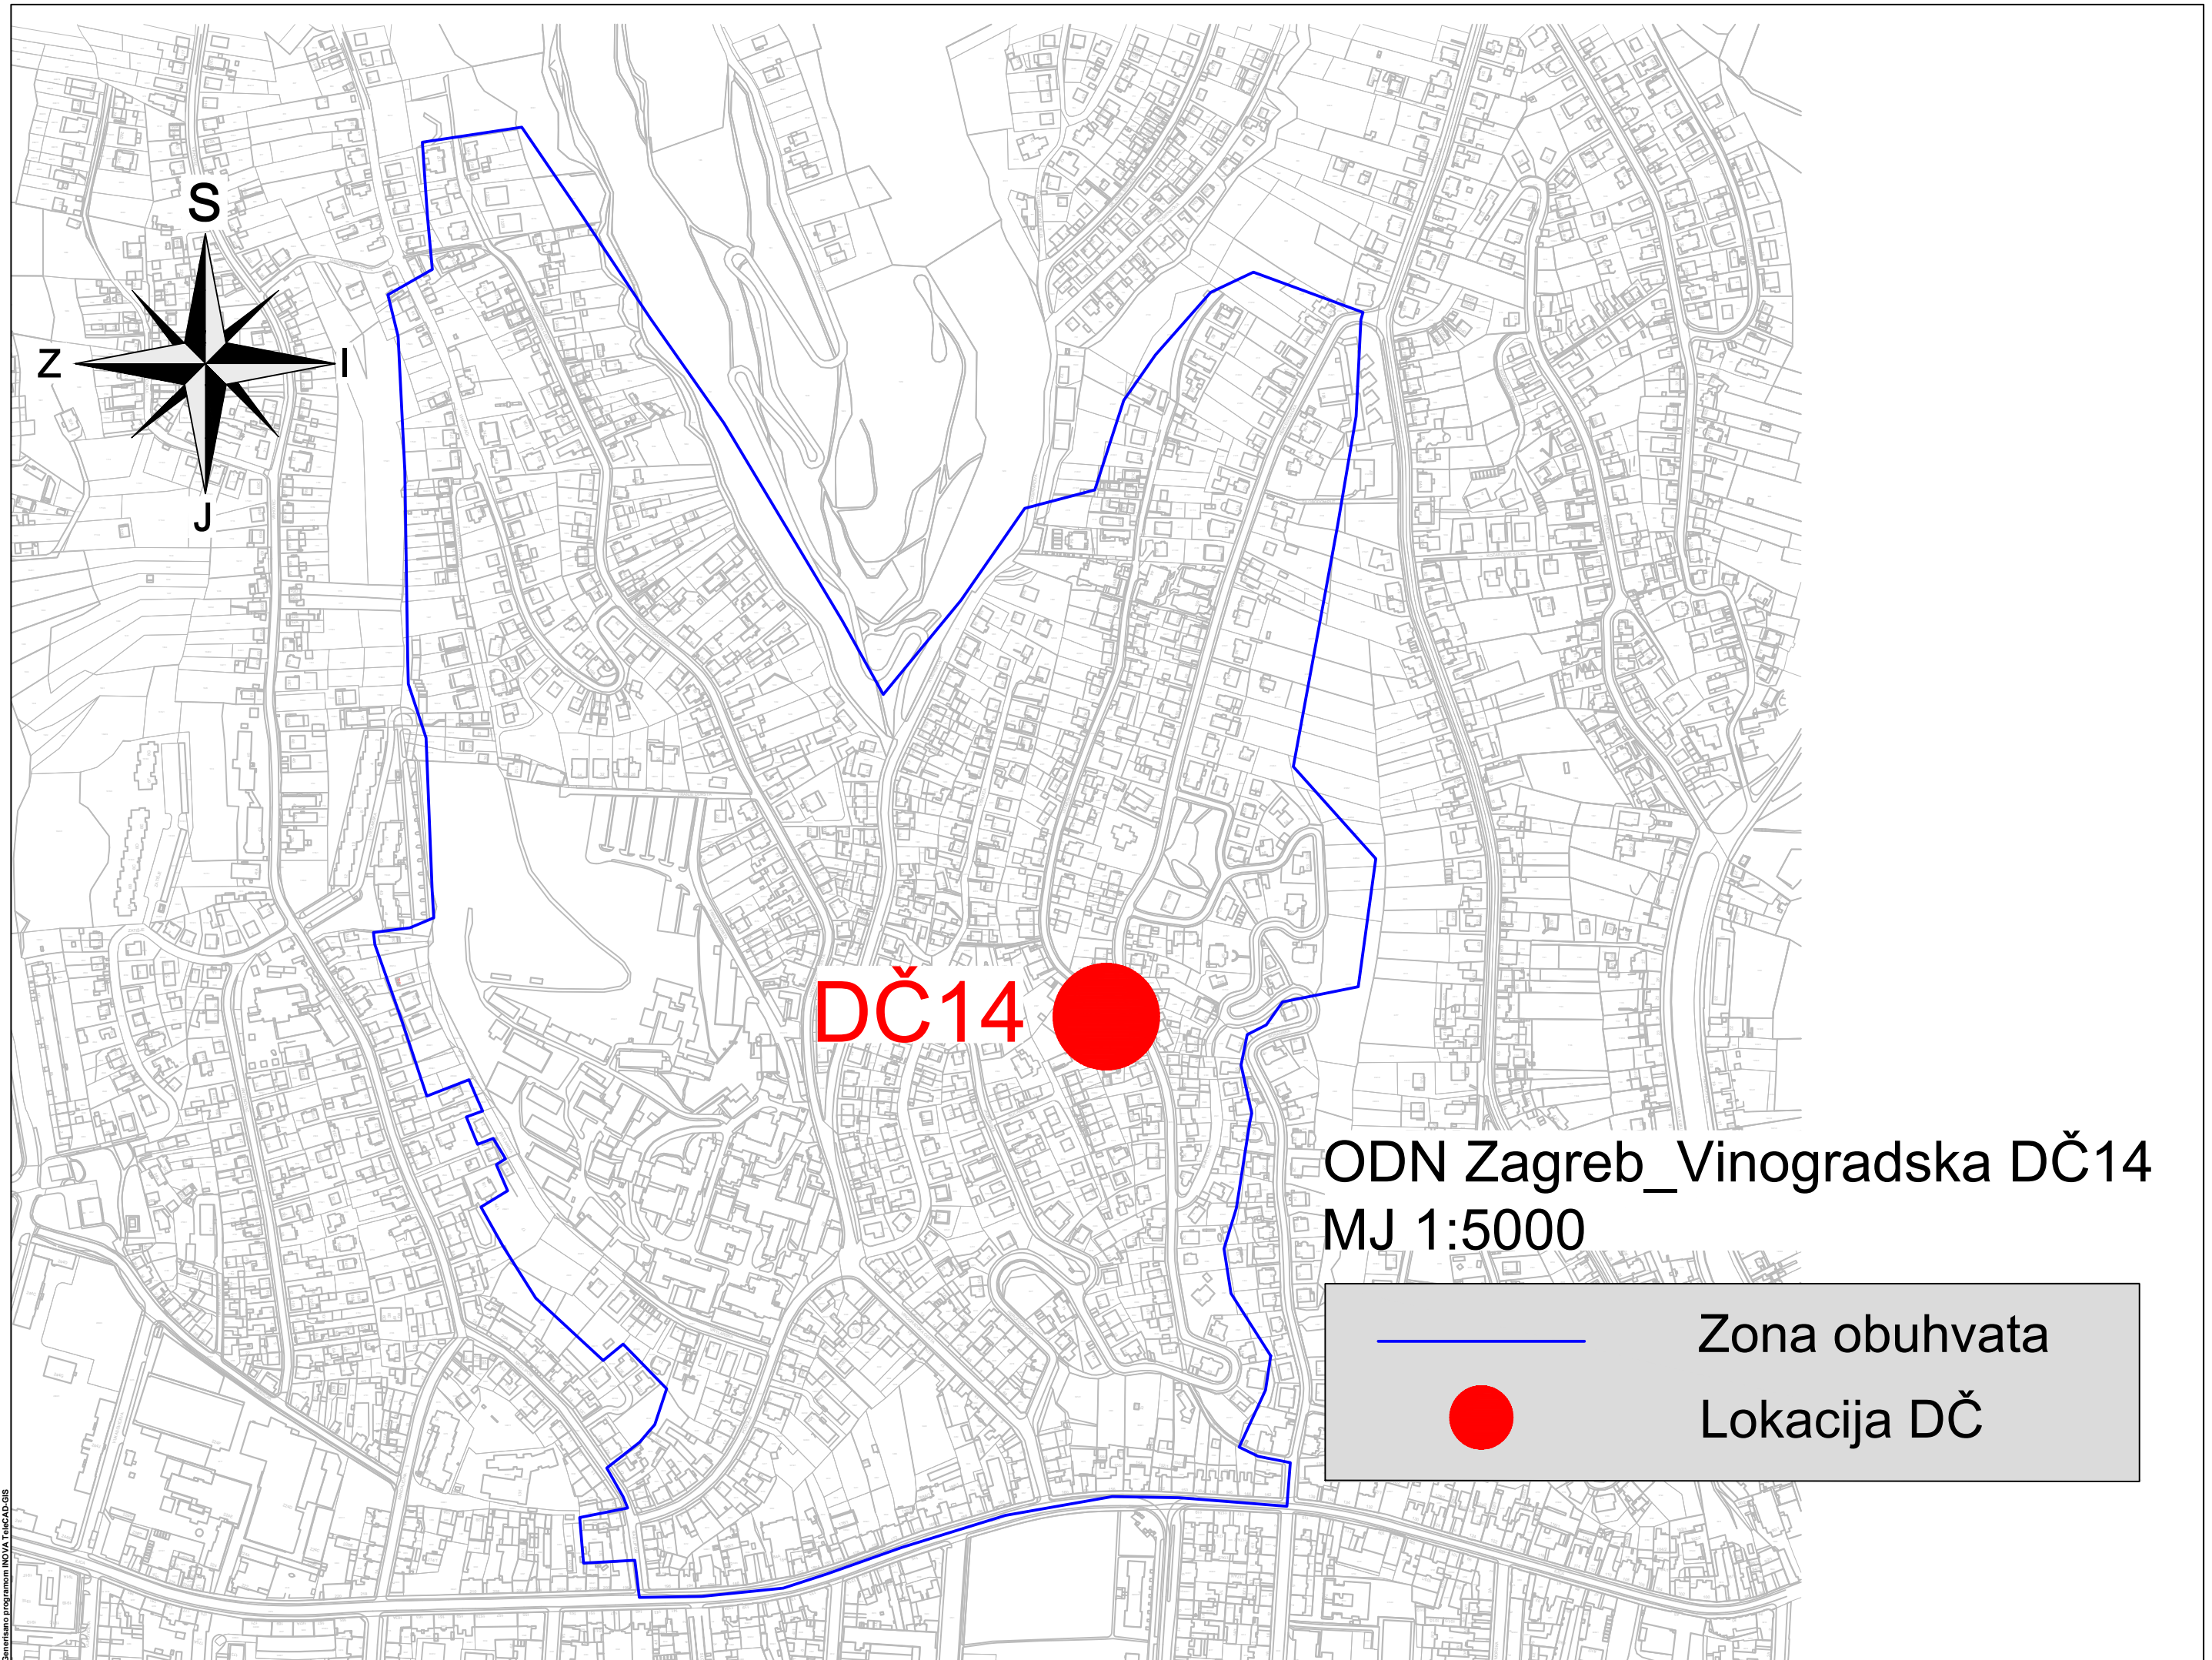 S
Z
I
J
DČ14
ODN Zagreb_Vinogradska DČ14
MJ 1:5000
Zona obuhvata
Lokacija DČ
Generisano programom INOVA TeleCAD-GIS